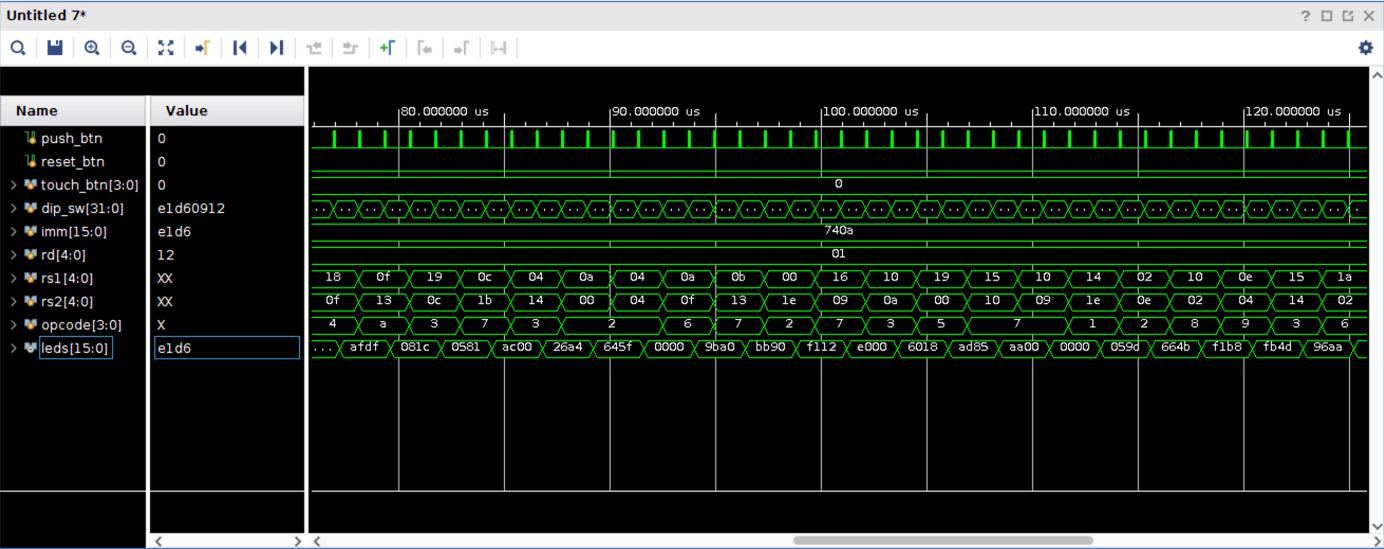 Untitled 7*
Name Value
80.000000 us 90.000000 us 100.000000 us 110.000000 us 120.000000 us
push_btn 0
reset_btn 0
touch_btn[3:0] 0 0
dip_sw[31:0] e1d60912
imm[15:0] e1d6 740a
rd[4:0] 12 01
rs1[4:0] XX 18 0f 19 0c 04 0a 04 0a 0b 00 16 10 19 15 10 14 02 10 0e 15 1a
rs2[4:0] XX 0f 13 0c 1b 14 00 04 0f 13 1e 09 0a 00 10 09 1e 0e 02 04 14 02
opcode[3:0] X 4 a 3 7 3 2 6 7 2 7 3 5 7 1 2 8 9 3 6
leds[15:0] e1d6 ... afdf 081c 0581 ac00 26a4 645f 0000 9ba0 bb90 f112 e000 6018 ad85 aa00 0000 059d 664b f1b8 fb4d 96aa